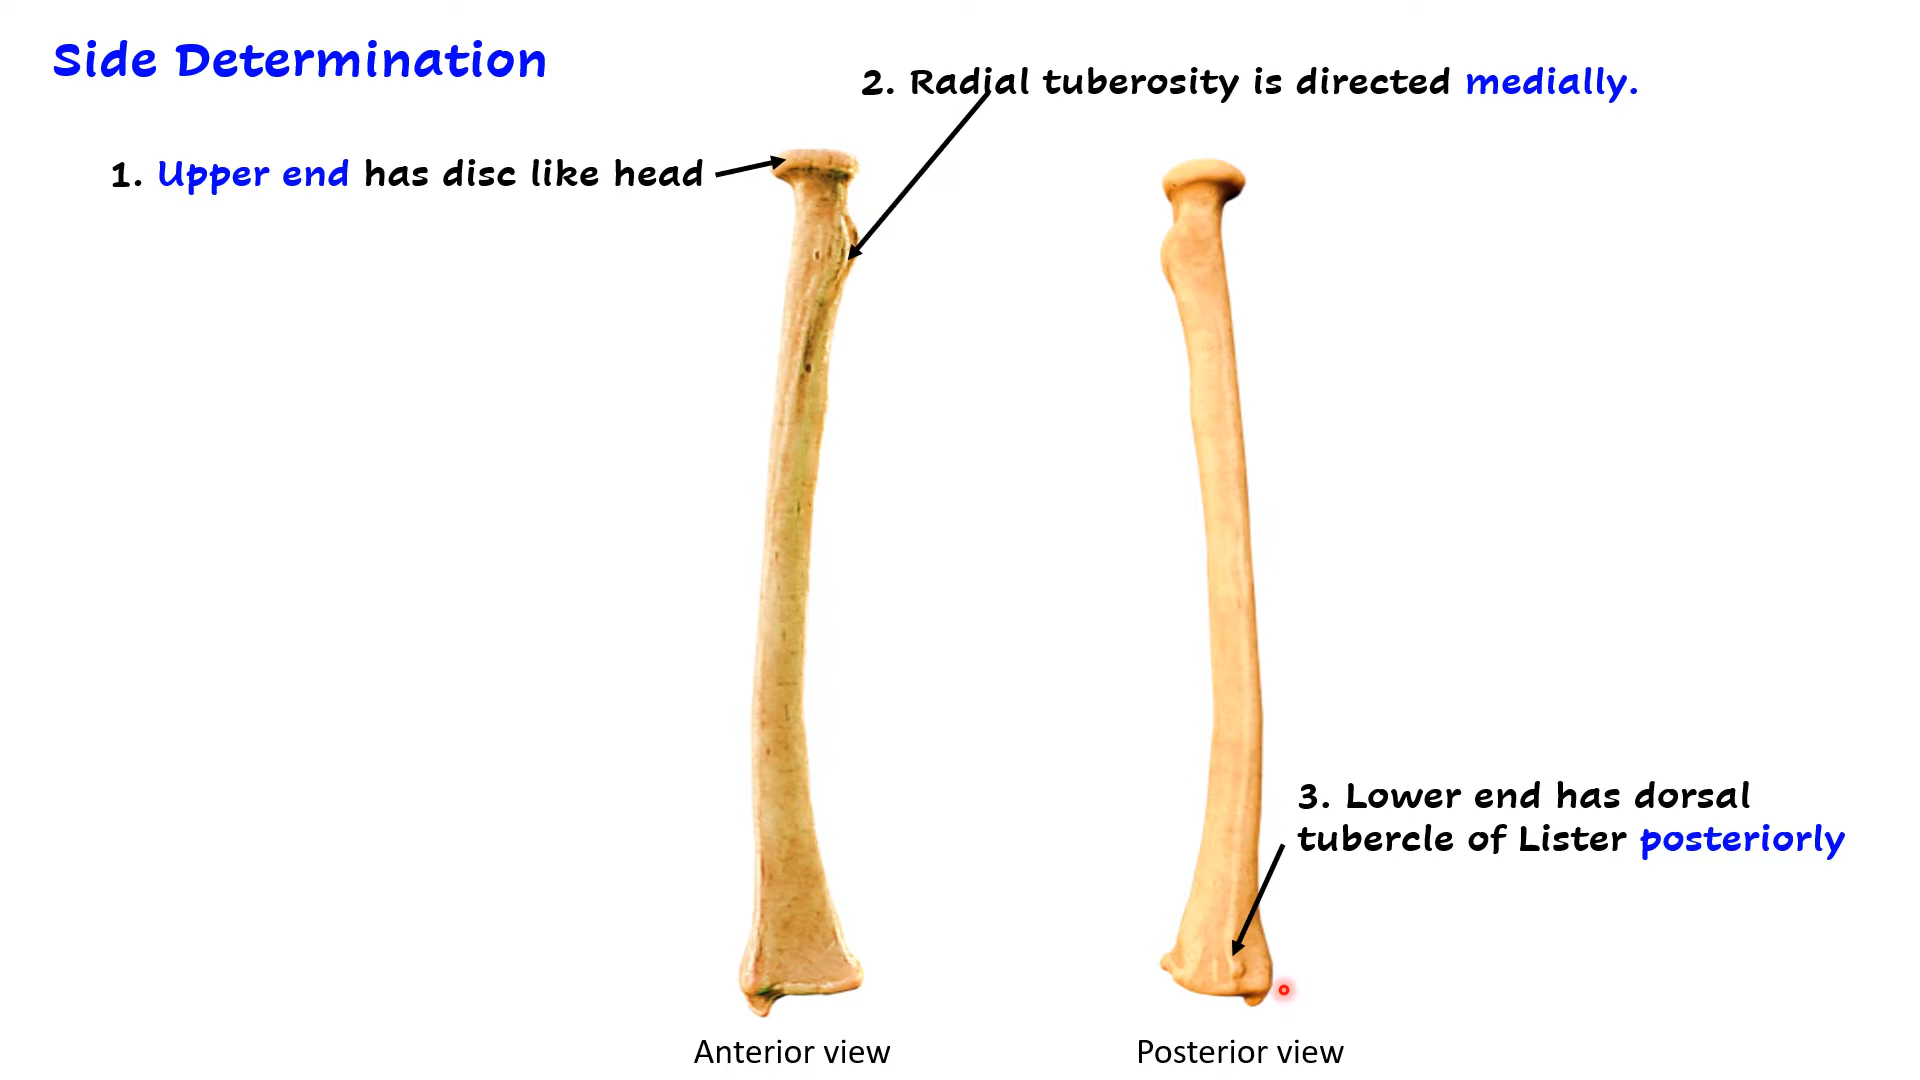 Side Determination
2. Radial tuberosity is directed medially.
1. Upper end has disc like head
3. Lower end has dorsal
tubercle of Lister posteriorly
Anterior view
Posterior view